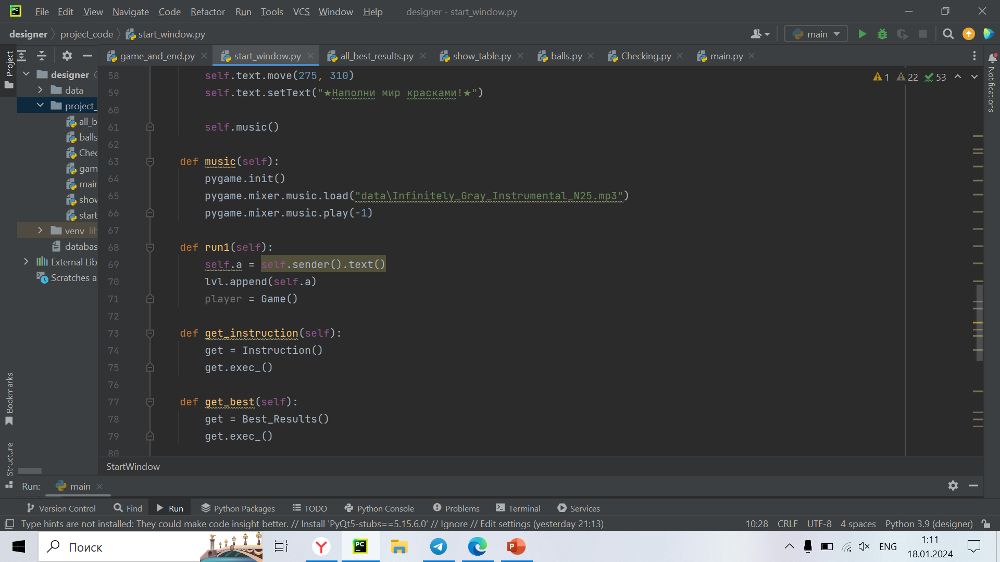 File Edit View Navigate Code Refactor Run Tools VCS Window Help designer - start_window.py
designer project_code start_window.py main
Project
game_and_end.py start_window.py all_best_results.py show_table.py balls.py Checking.py main.py
Notifications
designer
data
project_
all_b
balls
Chec
gam
main
show
start
venv lib
databas
External Lib
Scratches a
1 22 53
58 self.text.move(275, 310)
59 self.text.setText("★Наполни мир красками!★")
60
61 self.music()
62
63 def music(self):
64 pygame.init()
65 pygame.mixer.music.load("data\Infinitely_Gray_Instrumental_N25.mp3")
66 pygame.mixer.music.play(-1)
67
68 def run1(self):
69 self.a = self.sender().text()
70 lvl.append(self.a)
71 player = Game()
72
73 def get_instruction(self):
74 get = Instruction()
75 get.exec_()
76
77 def get_best(self):
78 get = Best_Results()
79 get.exec_()
80
StartWindow
Bookmarks
Structure
Run: main
Version Control Find Run Python Packages TODO Python Console Problems Terminal Services
Type hints are not installed: They could make code insight better. // Install 'PyQt5-stubs==5.15.6.0' // Ignore // Edit settings (yesterday 21:13) 10:28 CRLF UTF-8 4 spaces Python 3.9 (designer)
Поиск PC ENG 1:11
18.01.2024